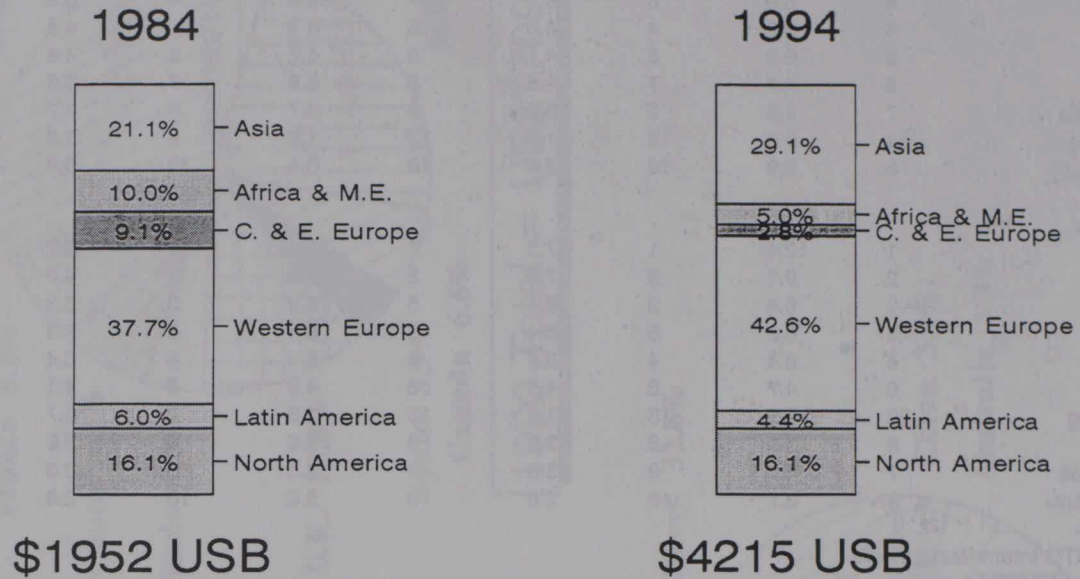 1984
21.1% Asia
10.0% Africa & M.E.
9.1% C. & E. Europe
37.7% Western Europe
6.0% Latin America
16.1% North America
$1952 USB
1994
29.1% Asia
5.0% Africa & M.E.
2.8% C. & E. Europe
42.6% Western Europe
4.4% Latin America
16.1% North America
$4215 USB